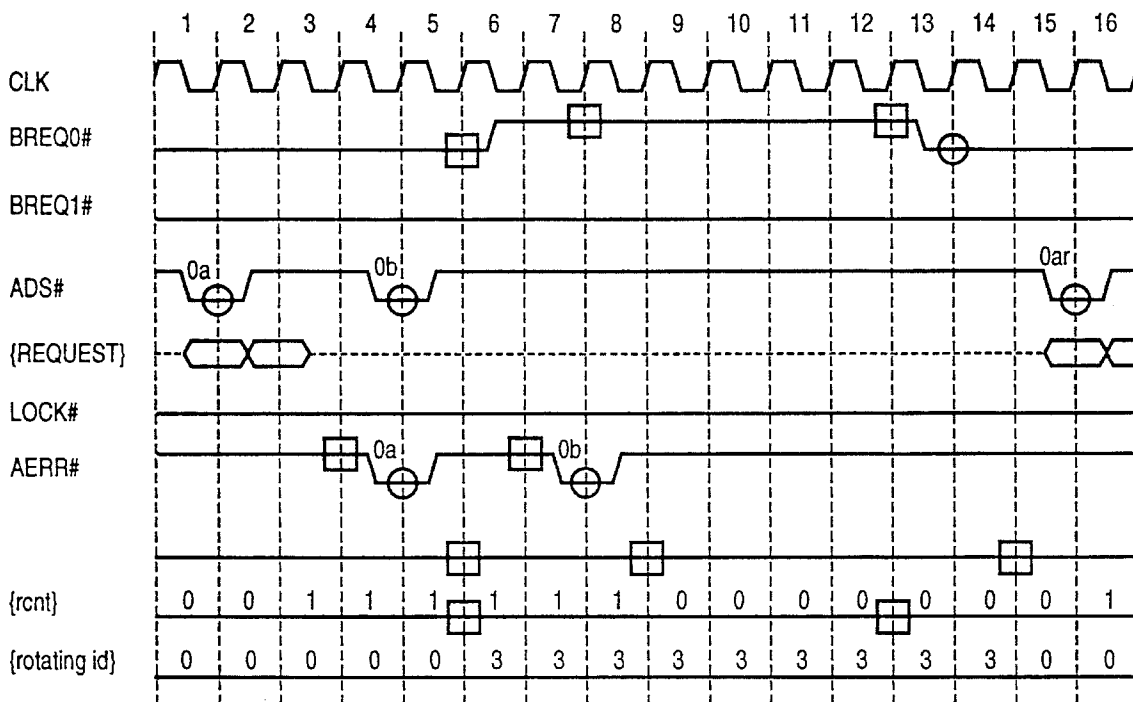 1 2 3 4 5 6 7 8 9 10 11 12 13 14 15 16
CLK
BREQ0#
BREQ1#
0a 0b 0ar
ADS#
{REQUEST}
LOCK#
0a 0b
AERR#
{rcnt} 0 0 1 1 1 1 1 1 0 0 0 0 0 0 0 1
{rotating id} 0 0 0 0 0 3 3 3 3 3 3 3 3 3 0 0